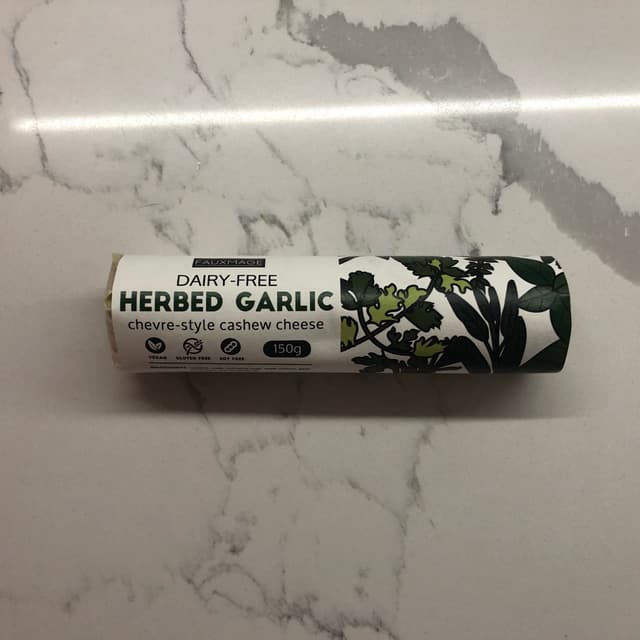 FAUXMAGE
DAIRY-FREE
HERBED GARLIC
chevre-style cashew cheese
VEGAN GLUTEN FREE SOY FREE 150g